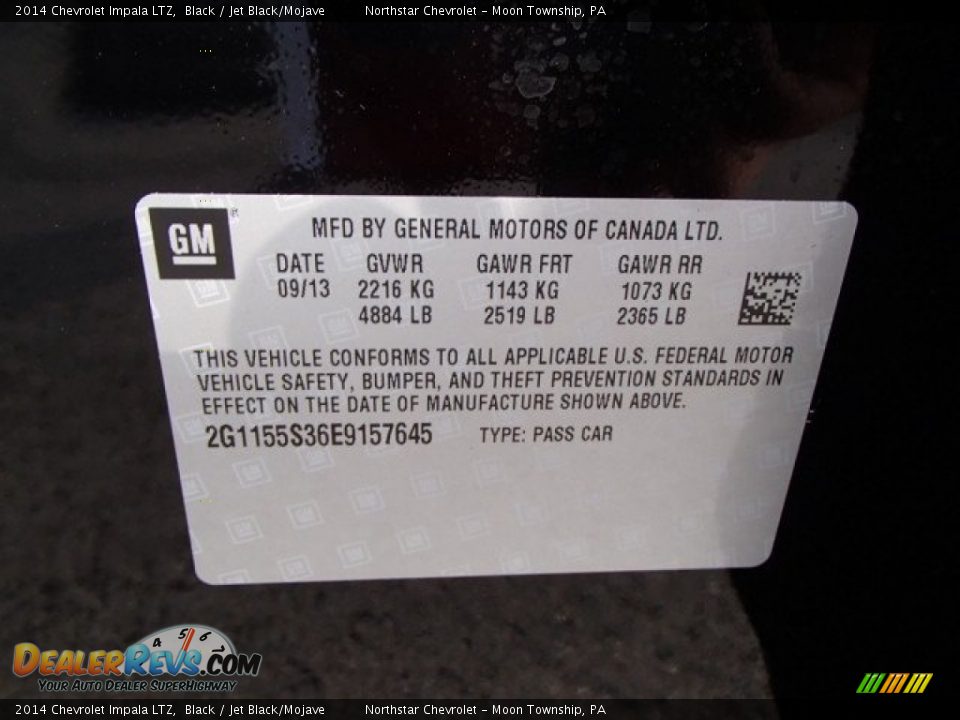 2014 Chevrolet Impala LTZ, Black / Jet Black/Mojave Northstar Chevrolet - Moon Township, PA
GM
MFD BY GENERAL MOTORS OF CANADA LTD.
DATE GVWR GAWR FRT GAWR RR
09/13 2216 KG 1143 KG 1073 KG
4884 LB 2519 LB 2365 LB
THIS VEHICLE CONFORMS TO ALL APPLICABLE U.S. FEDERAL MOTOR
VEHICLE SAFETY, BUMPER, AND THEFT PREVENTION STANDARDS IN
EFFECT ON THE DATE OF MANUFACTURE SHOWN ABOVE.
2G1155S36E9157645 TYPE: PASS CAR
4 5 6
DEALERREVS.COM
YOUR AUTO DEALER SUPERHIGHWAY
2014 Chevrolet Impala LTZ, Black / Jet Black/Mojave Northstar Chevrolet - Moon Township, PA